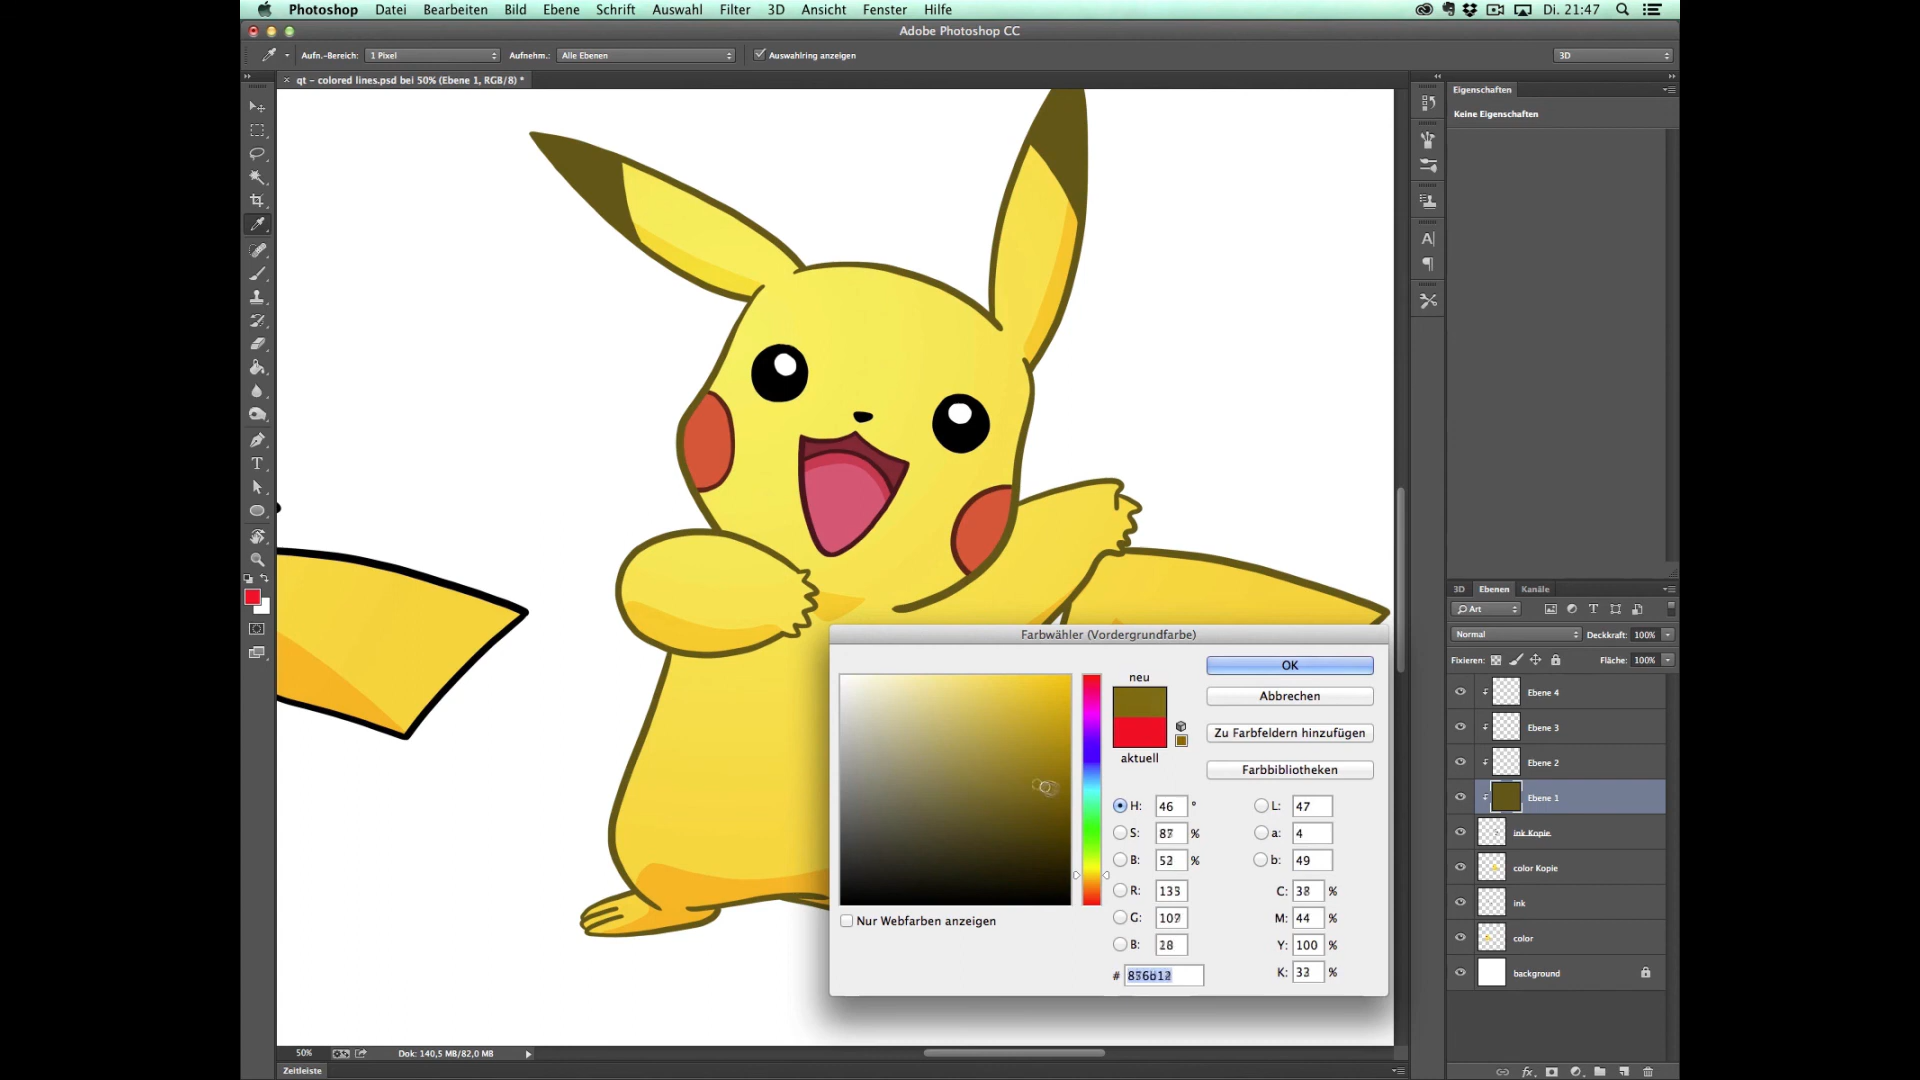 Photoshop Datei Bearbeiten Bild Ebene Schrift Auswahl Filter 3D Ansicht Fenster Hilfe Di. 21:47
Adobe Photoshop CC
Aufn.-Bereich: 1 Pixel Aufnehm.: Alle Ebenen Auswahlring anzeigen 3D
qt – colored lines.psd bei 50% (Ebene 1, RGB/8) *
Eigenschaften
Keine Eigenschaften
3D Ebenen Kanäle
Art
Normal Deckkraft: 100%
Fixieren: Fläche: 100%
Ebene 4
Ebene 3
Ebene 2
Ebene 1
ink Kopie
color Kopie
ink
color
background
Farbwähler (Vordergrundfarbe)
neu
aktuell
OK
Abbrechen
Zu Farbfeldern hinzufügen
Farbbibliotheken
H: 46 ° L: 47
S: 87 % a: 4
B: 52 % b: 49
R: 133 C: 38 %
G: M: 44 %
B: Y: 100 %
# K: 33 %
Nur Webfarben anzeigen
50% Dok: 140,5 MB/82,0 MB
Zeitleiste